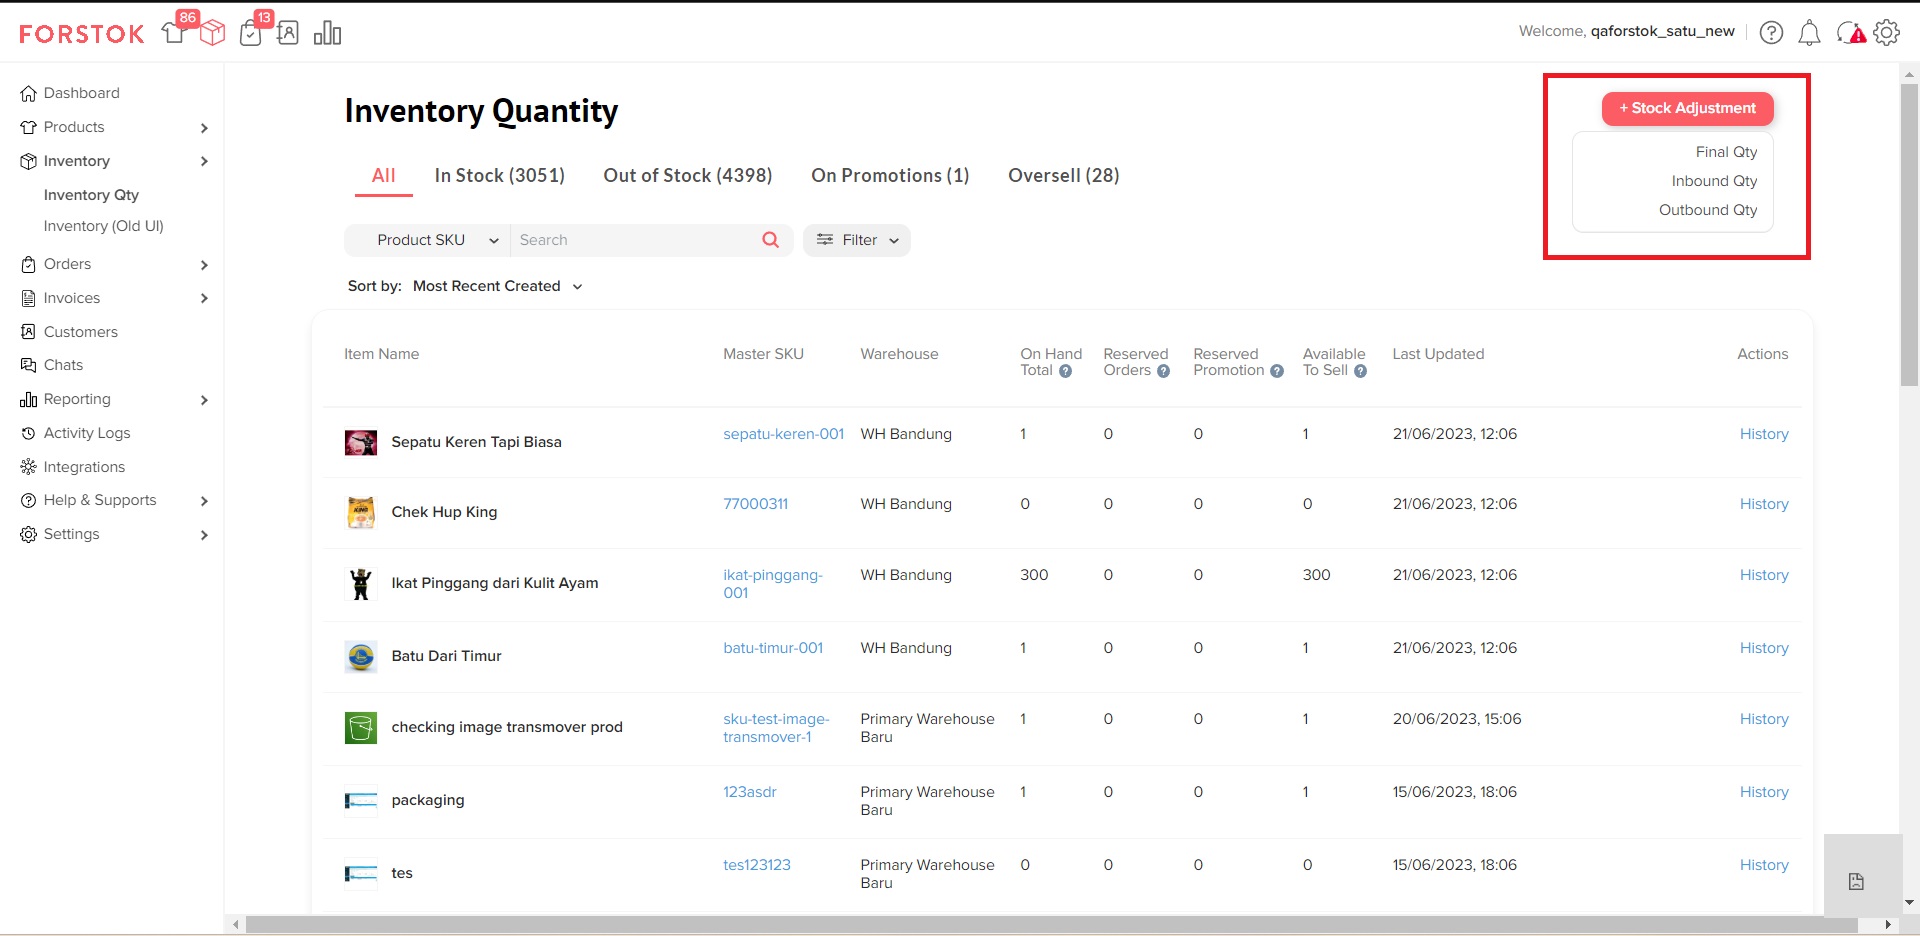 FORSTOK
86
13
Welcome, qaforstok_satu_new
Dashboard
Products
Inventory
Inventory Qty
Inventory (Old UI)
Orders
Invoices
Customers
Chats
Reporting
Activity Logs
Integrations
Help & Supports
Settings
Inventory Quantity
+ Stock Adjustment
Final Qty
Inbound Qty
Outbound Qty
All In Stock (3051) Out of Stock (4398) On Promotions (1) Oversell (28)
Product SKU Search Filter
Sort by: Most Recent Created
Item Name Master SKU Warehouse On Hand Reserved Reserved Available Last Updated Actions
Total Orders Promotion To Sell
Sepatu Keren Tapi Biasa sepatu-keren-001 WH Bandung 1 0 0 1 21/06/2023, 12:06 History
Chek Hup King 77000311 WH Bandung 0 0 0 0 21/06/2023, 12:06 History
Ikat Pinggang dari Kulit Ayam ikat-pinggang- WH Bandung 300 0 0 300 21/06/2023, 12:06 History
001
Batu Dari Timur batu-timur-001 WH Bandung 1 0 0 1 21/06/2023, 12:06 History
checking image transmover prod sku-test-image- Primary Warehouse 1 0 0 1 20/06/2023, 15:06 History
transmover-1 Baru
packaging 123asdr Primary Warehouse 1 0 0 1 15/06/2023, 18:06 History
Baru
tes tes123123 Primary Warehouse 0 0 0 0 15/06/2023, 18:06 History
Baru